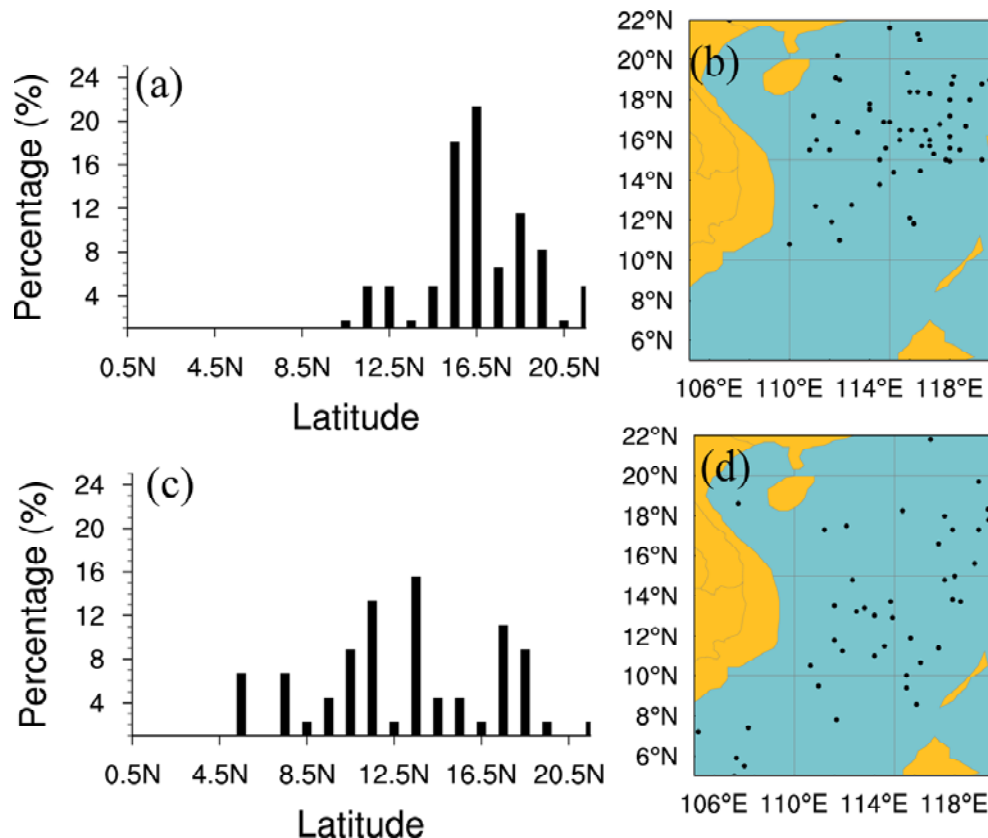 (a)
Percentage (%)
24
20
16
12
8
4
0.5N 4.5N 8.5N 12.5N 16.5N 20.5N
Latitude
(b)
22°N
20°N
18°N
16°N
14°N
12°N
10°N
8°N
6°N
106°E 110°E 114°E 118°E
(c)
Percentage (%)
24
20
16
12
8
4
0.5N 4.5N 8.5N 12.5N 16.5N 20.5N
Latitude
(d)
22°N
20°N
18°N
16°N
14°N
12°N
10°N
8°N
6°N
106°E 110°E 114°E 118°E